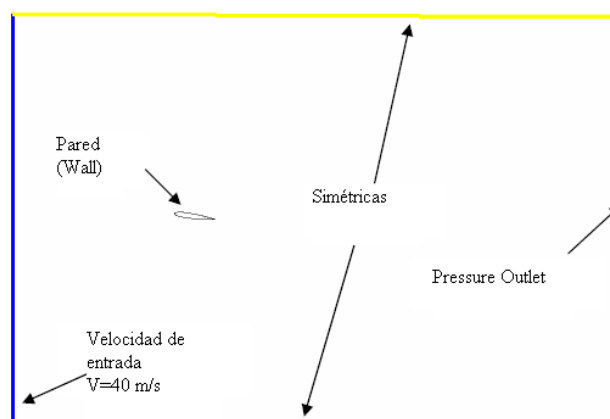 Pared
(Wall)
Simétricas
Pressure Outlet
Velocidad de
entrada
V=40 m/s